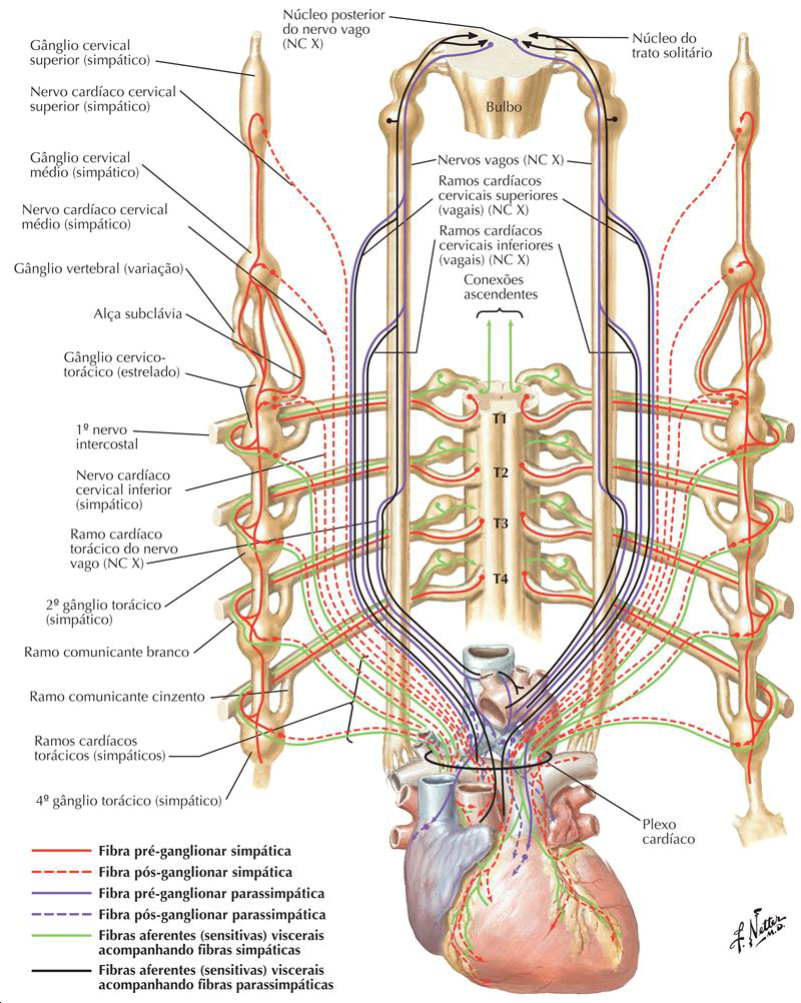 Núcleo posterior
do nervo vago
(NC X)
Núcleo do
trato solitário
Gânglio cervical
superior (simpático)
Nervo cardíaco cervical
superior (simpático)
Bulbo
Gânglio cervical
médio (simpático)
Nervos vagos (NC X)
Ramos cardíacos
cervicais superiores
(vagais) (NC X)
Nervo cardíaco cervical
médio (simpático)
Ramos cardíacos
cervicais inferiores
(vagais) (NC X)
Gânglio vertebral (variação)
Conexões
ascendentes
Alça subclávia
Gânglio cervico-
torácico (estrelado)
T1
1º nervo
intercostal
T2
Nervo cardíaco
cervical inferior
(simpático)
T3
Ramo cardíaco
torácico do nervo
vago (NC X)
T4
2º gânglio torácico
(simpático)
Ramo comunicante branco
Ramo comunicante cinzento
Ramos cardíacos
torácicos (simpáticos)
4º gânglio torácico (simpático)
Plexo
cardíaco
Fibra pré-ganglionar simpática
Fibra pós-ganglionar simpática
Fibra pré-ganglionar parassimpática
Fibra pós-ganglionar parassimpática
Fibras aferentes (sensitivas) viscerais
acompanhando fibras simpáticas
Fibras aferentes (sensitivas) viscerais
acompanhando fibras parassimpáticas
F. Netter
M.D.